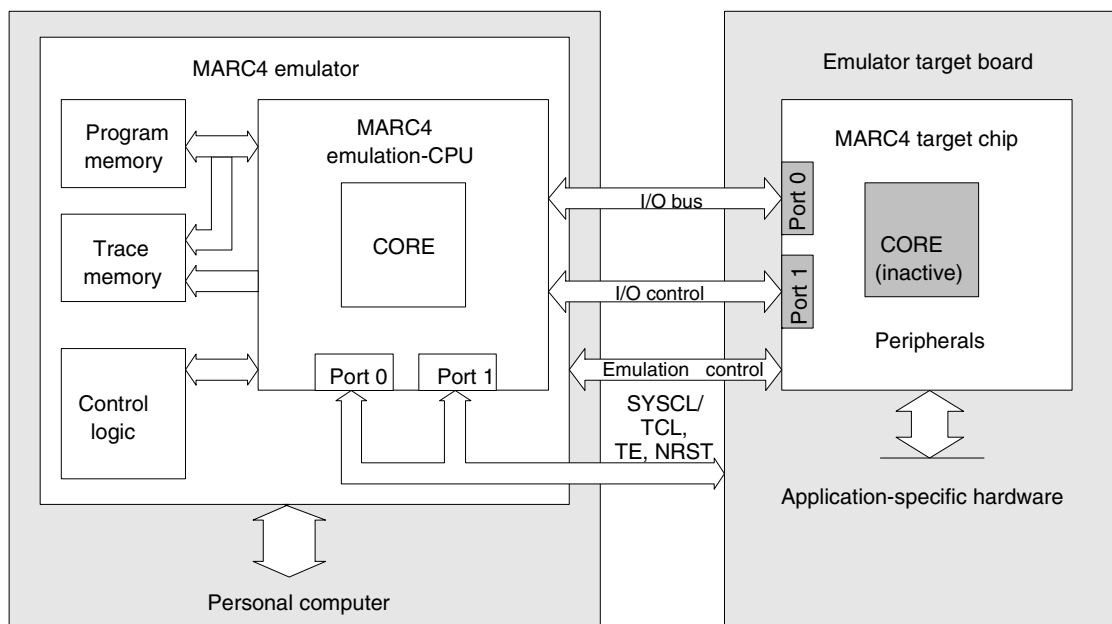 MARC4 emulator
Program
memory
Trace
memory
Control
logic
MARC4
emulation-CPU
CORE
Port 0
Port 1
Personal computer
I/O bus
I/O control
Emulation control
SYSCL/
TCL,
TE, NRST
Emulator target board
MARC4 target chip
Port 0
Port 1
CORE
(inactive)
Peripherals
Application-specific hardware